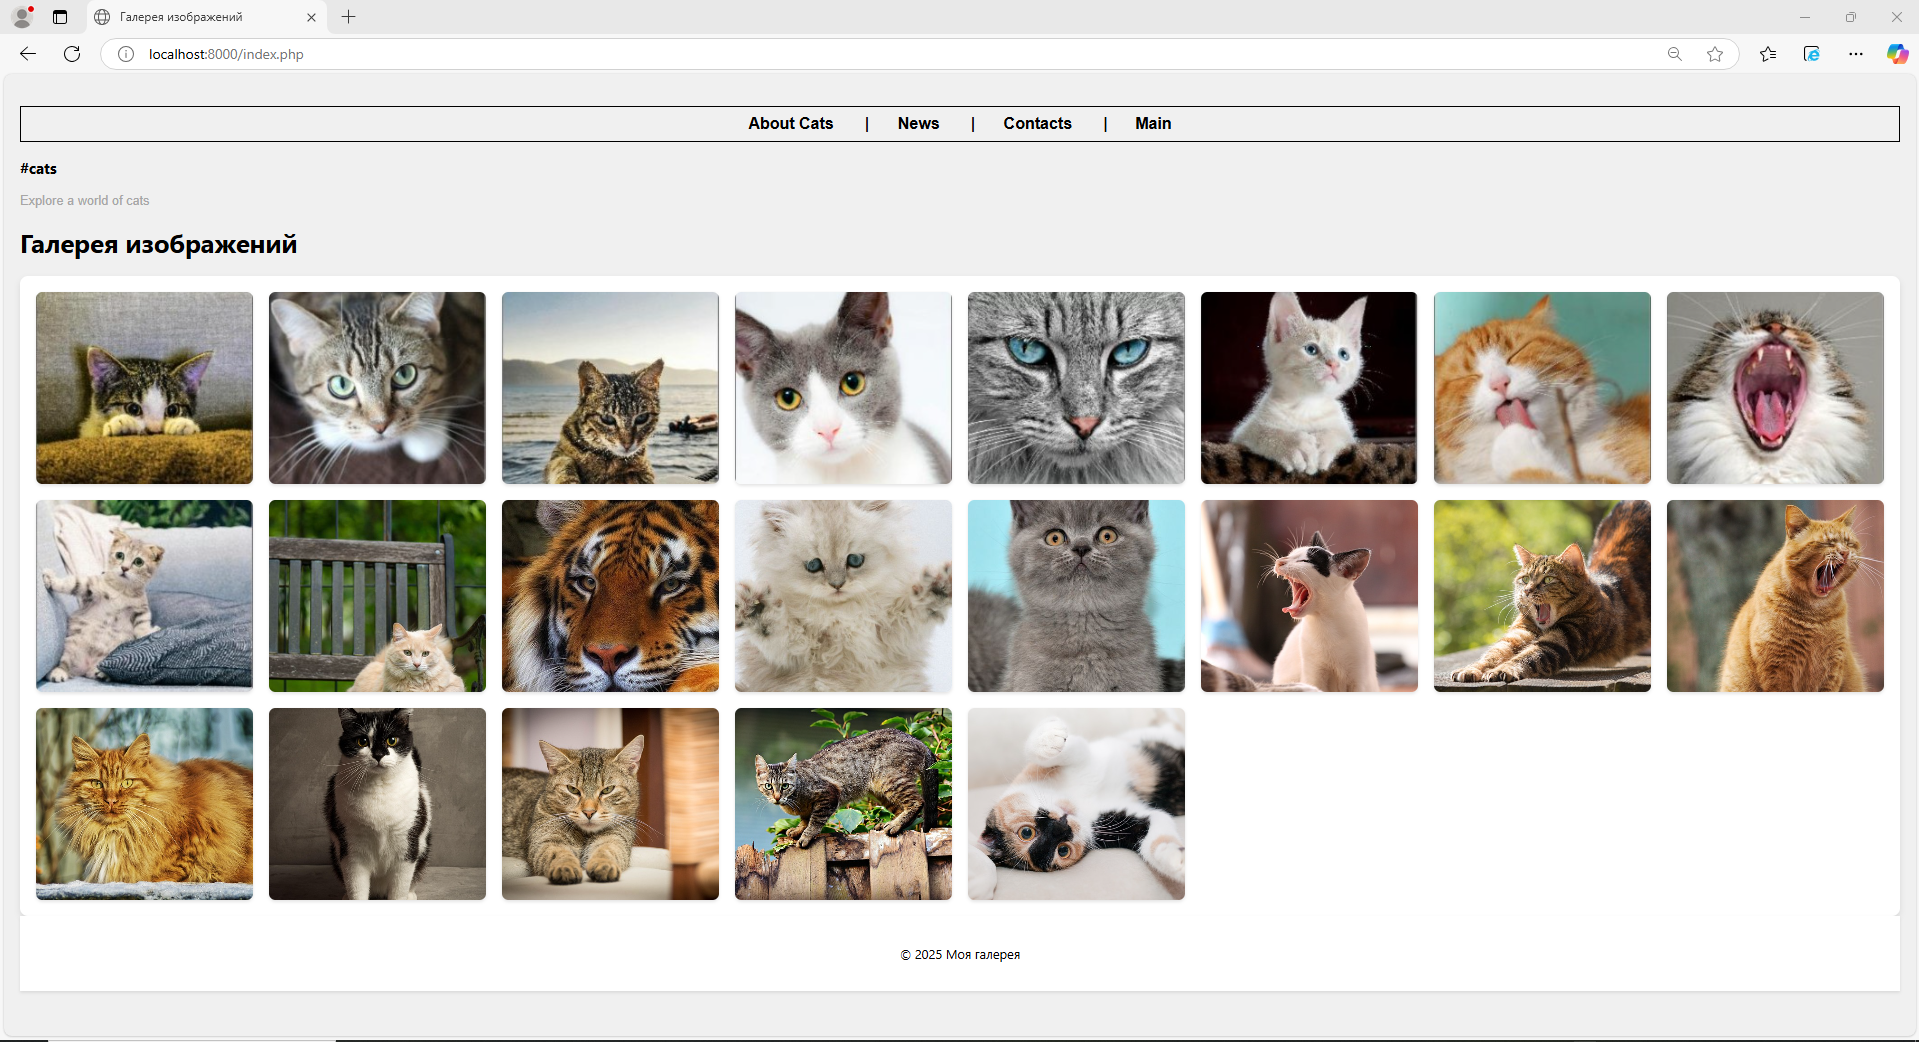 Галерея изображений
localhost:8000/index.php
About Cats | News | Contacts | Main
#cats
Explore a world of cats
Галерея изображений
© 2025 Моя галерея